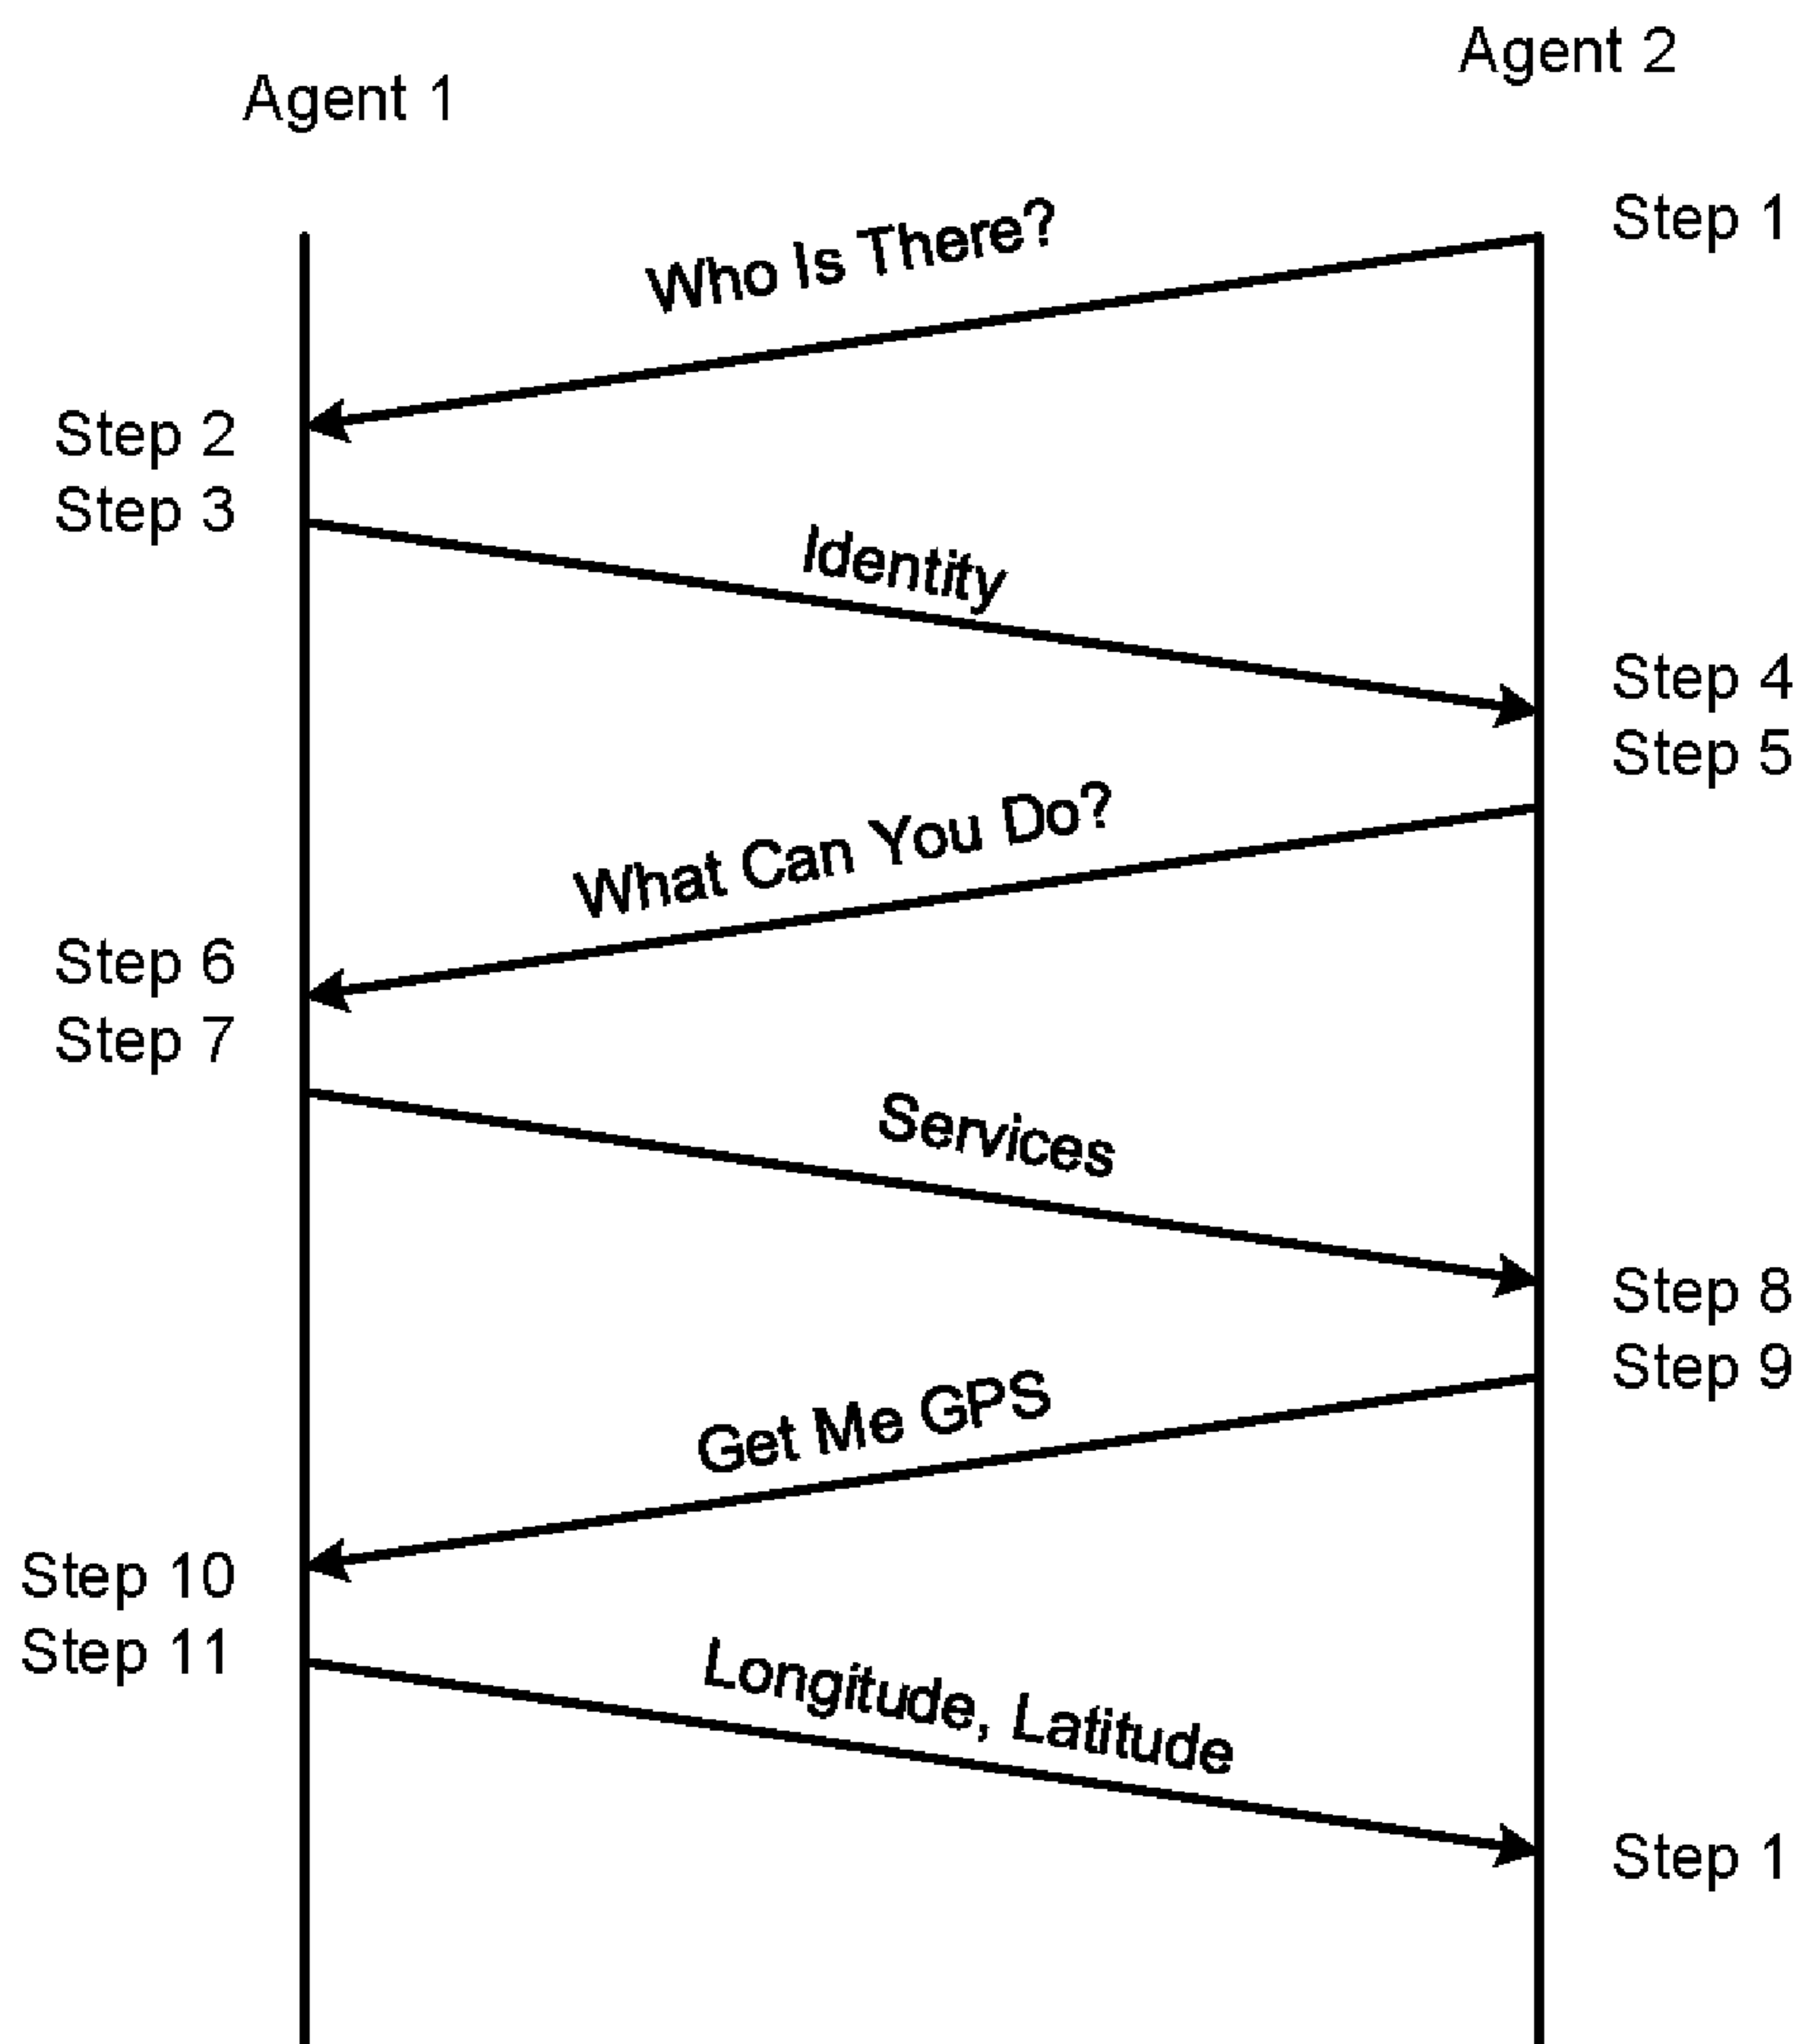 Agent 1
Agent 2
Step 1
Who Is There?
Step 2
Step 3
Identity
Step 4
Step 5
What Can You Do?
Step 6
Step 7
Services
Step 8
Step 9
Get Me GPS
Step 10
Step 11
Longitude, Latitude
Step 1